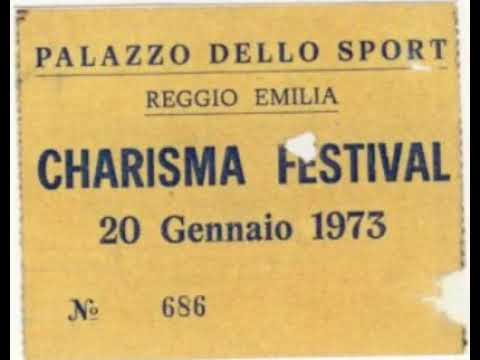 PALAZZO DELLO SPORT
REGGIO EMILIA
CHARISMA FESTIVAL
20 Gennaio 1973
No 686